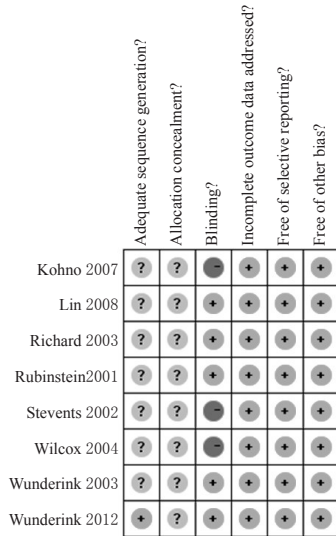 Adequate sequence generation?
Allocation concealment?
Blinding?
Incomplete outcome data addressed?
Free of selective reporting?
Free of other bias?
Kohno 2007 ? ? - + + +
Lin 2008 ? ? + + + +
Richard 2003 ? ? + + + +
Rubinstein2001 ? ? + + + +
Stevents 2002 ? ? - + + +
Wilcox 2004 ? ? - + + +
Wunderink 2003 ? ? + + + +
Wunderink 2012 + ? + + + +